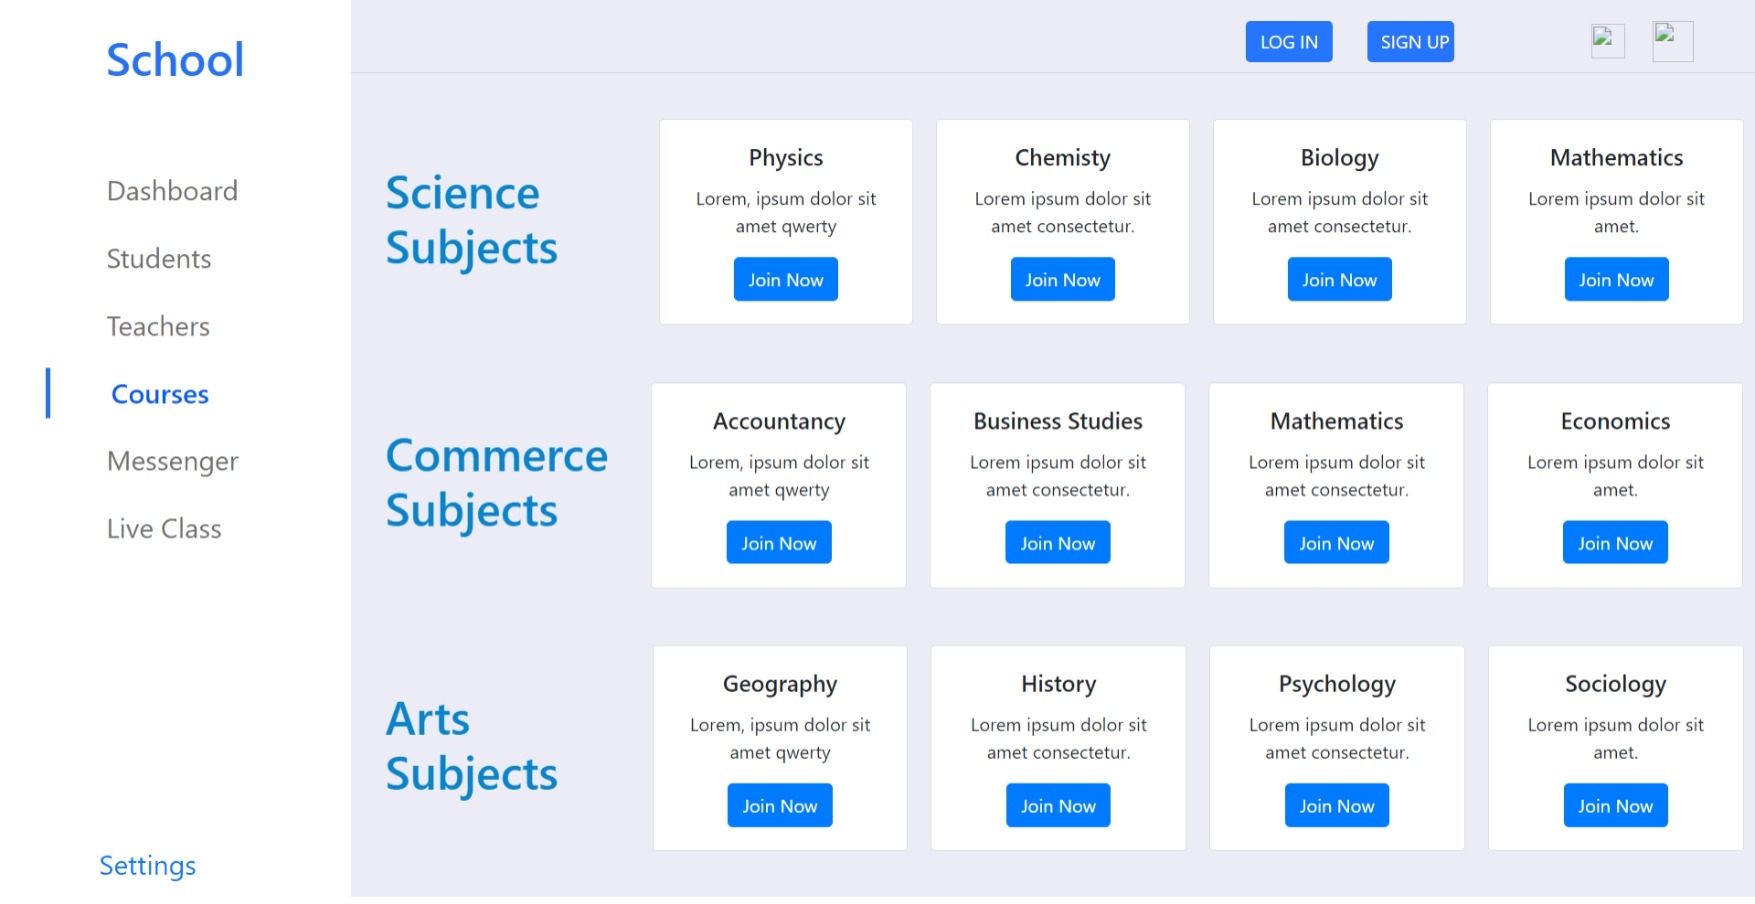 School
Dashboard
Students
Teachers
Courses
Messenger
Live Class
Settings
LOG IN
SIGN UP
Science
Subjects
Physics
Lorem, ipsum dolor sit
amet qwerty
Join Now
Chemisty
Lorem ipsum dolor sit
amet consectetur.
Join Now
Biology
Lorem ipsum dolor sit
amet consectetur.
Join Now
Mathematics
Lorem ipsum dolor sit
amet.
Join Now
Commerce
Subjects
Accountancy
Lorem, ipsum dolor sit
amet qwerty
Join Now
Business Studies
Lorem ipsum dolor sit
amet consectetur.
Join Now
Mathematics
Lorem ipsum dolor sit
amet consectetur.
Join Now
Economics
Lorem ipsum dolor sit
amet.
Join Now
Arts
Subjects
Geography
Lorem, ipsum dolor sit
amet qwerty
Join Now
History
Lorem ipsum dolor sit
amet consectetur.
Join Now
Psychology
Lorem ipsum dolor sit
amet consectetur.
Join Now
Sociology
Lorem ipsum dolor sit
amet.
Join Now